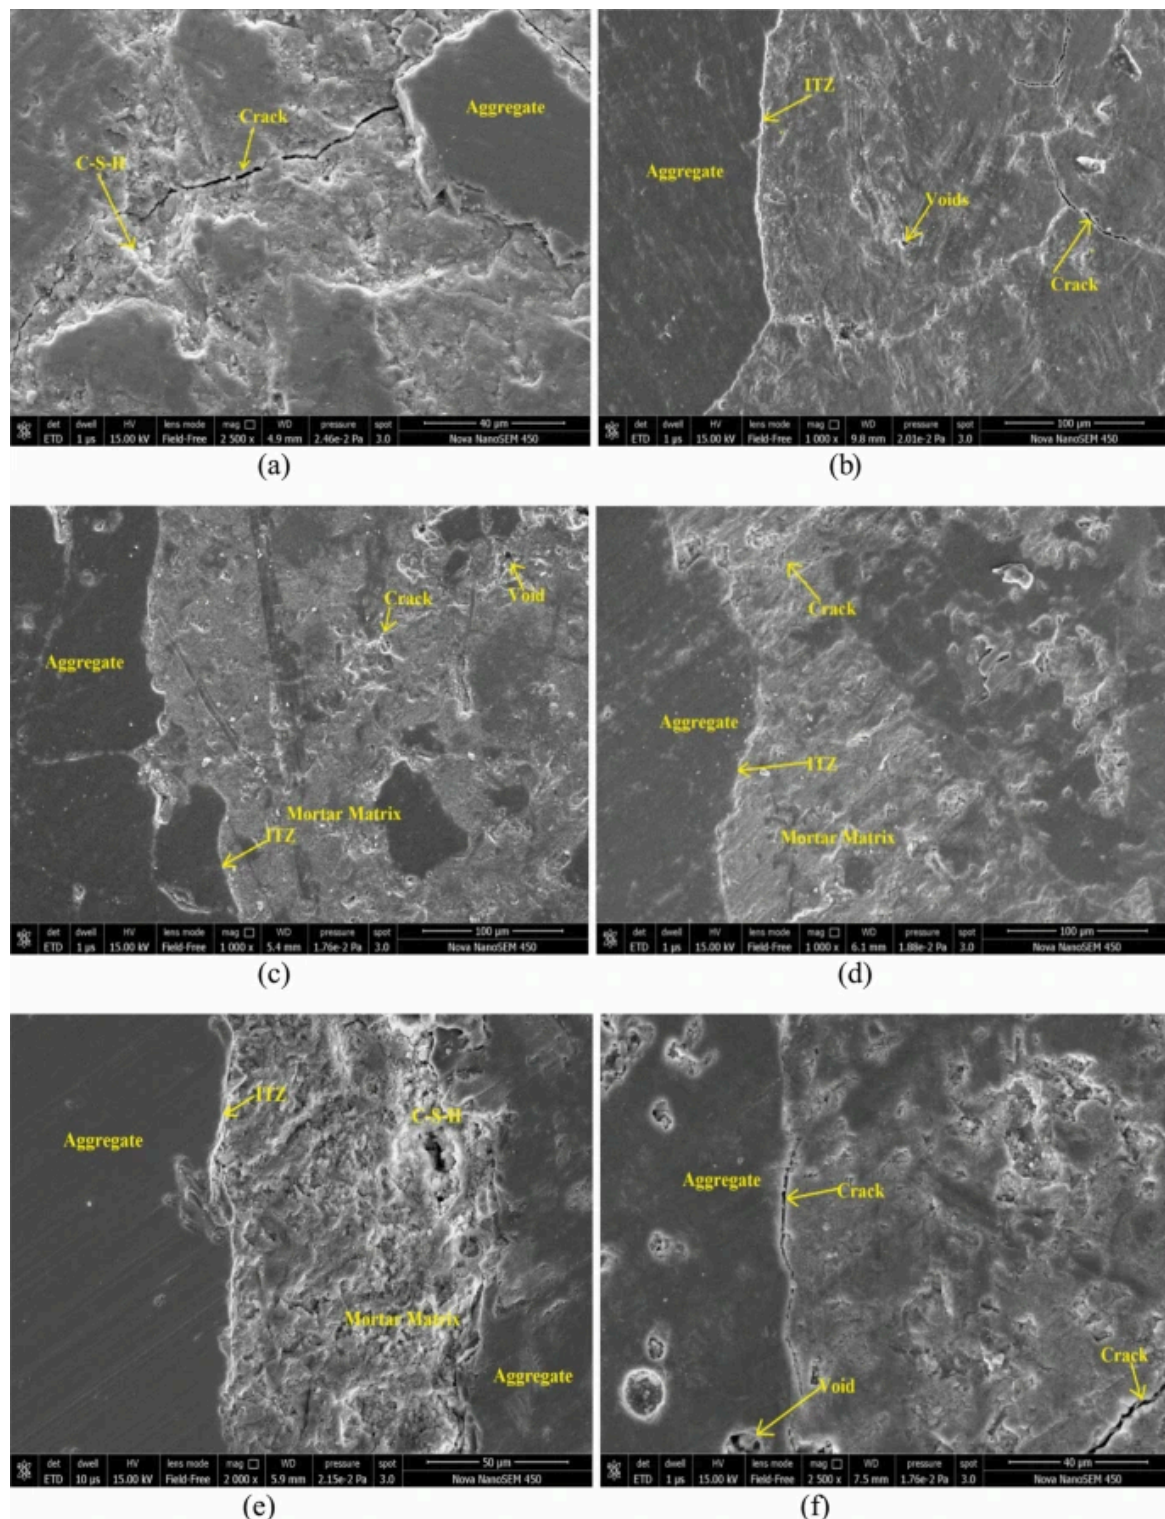 Crack
Aggregate
C-S-H
det dwell HV lens mode mag WD pressure spot 40 µm
ETD 1 µs 15.00 kV Field-Free 2 500 x 4.9 mm 2.46e-2 Pa 3.0 Nova NanoSEM 450
(a)
ITZ
Aggregate
Voids
Crack
det dwell HV lens mode mag WD pressure spot 100 µm
ETD 1 µs 15.00 kV Field-Free 1 000 x 9.8 mm 2.01e-2 Pa 3.0 Nova NanoSEM 450
(b)
Crack
Void
Aggregate
Mortar Matrix
ITZ
det dwell HV lens mode mag WD pressure spot 100 µm
ETD 1 µs 15.00 kV Field-Free 1 000 x 5.4 mm 1.76e-2 Pa 3.0 Nova NanoSEM 450
(c)
Crack
Aggregate
ITZ
Mortar Matrix
det dwell HV lens mode mag WD pressure spot 100 µm
ETD 1 µs 15.00 kV Field-Free 1 000 x 6.1 mm 1.88e-2 Pa 3.0 Nova NanoSEM 450
(d)
ITZ
C-S-H
Aggregate
Mortar Matrix
Aggregate
det dwell HV lens mode mag WD pressure spot 50 µm
ETD 10 µs 15.00 kV Field-Free 2 000 x 5.9 mm 2.15e-2 Pa 3.0 Nova NanoSEM 450
(e)
Aggregate
Crack
Crack
Void
det dwell HV lens mode mag WD pressure spot 40 µm
ETD 1 µs 15.00 kV Field-Free 2 500 x 7.5 mm 1.76e-2 Pa 3.0 Nova NanoSEM 450
(f)